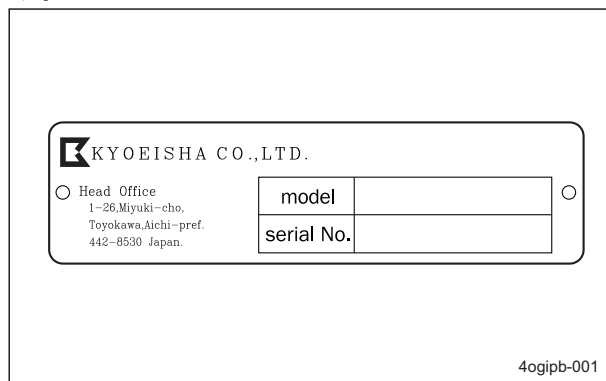 KYOEISHA CO.,LTD.
Head Office
1-26,Miyuki-cho,
Toyokawa,Aichi-pref.
442-8530 Japan.
model
serial No.
4ogipb-001